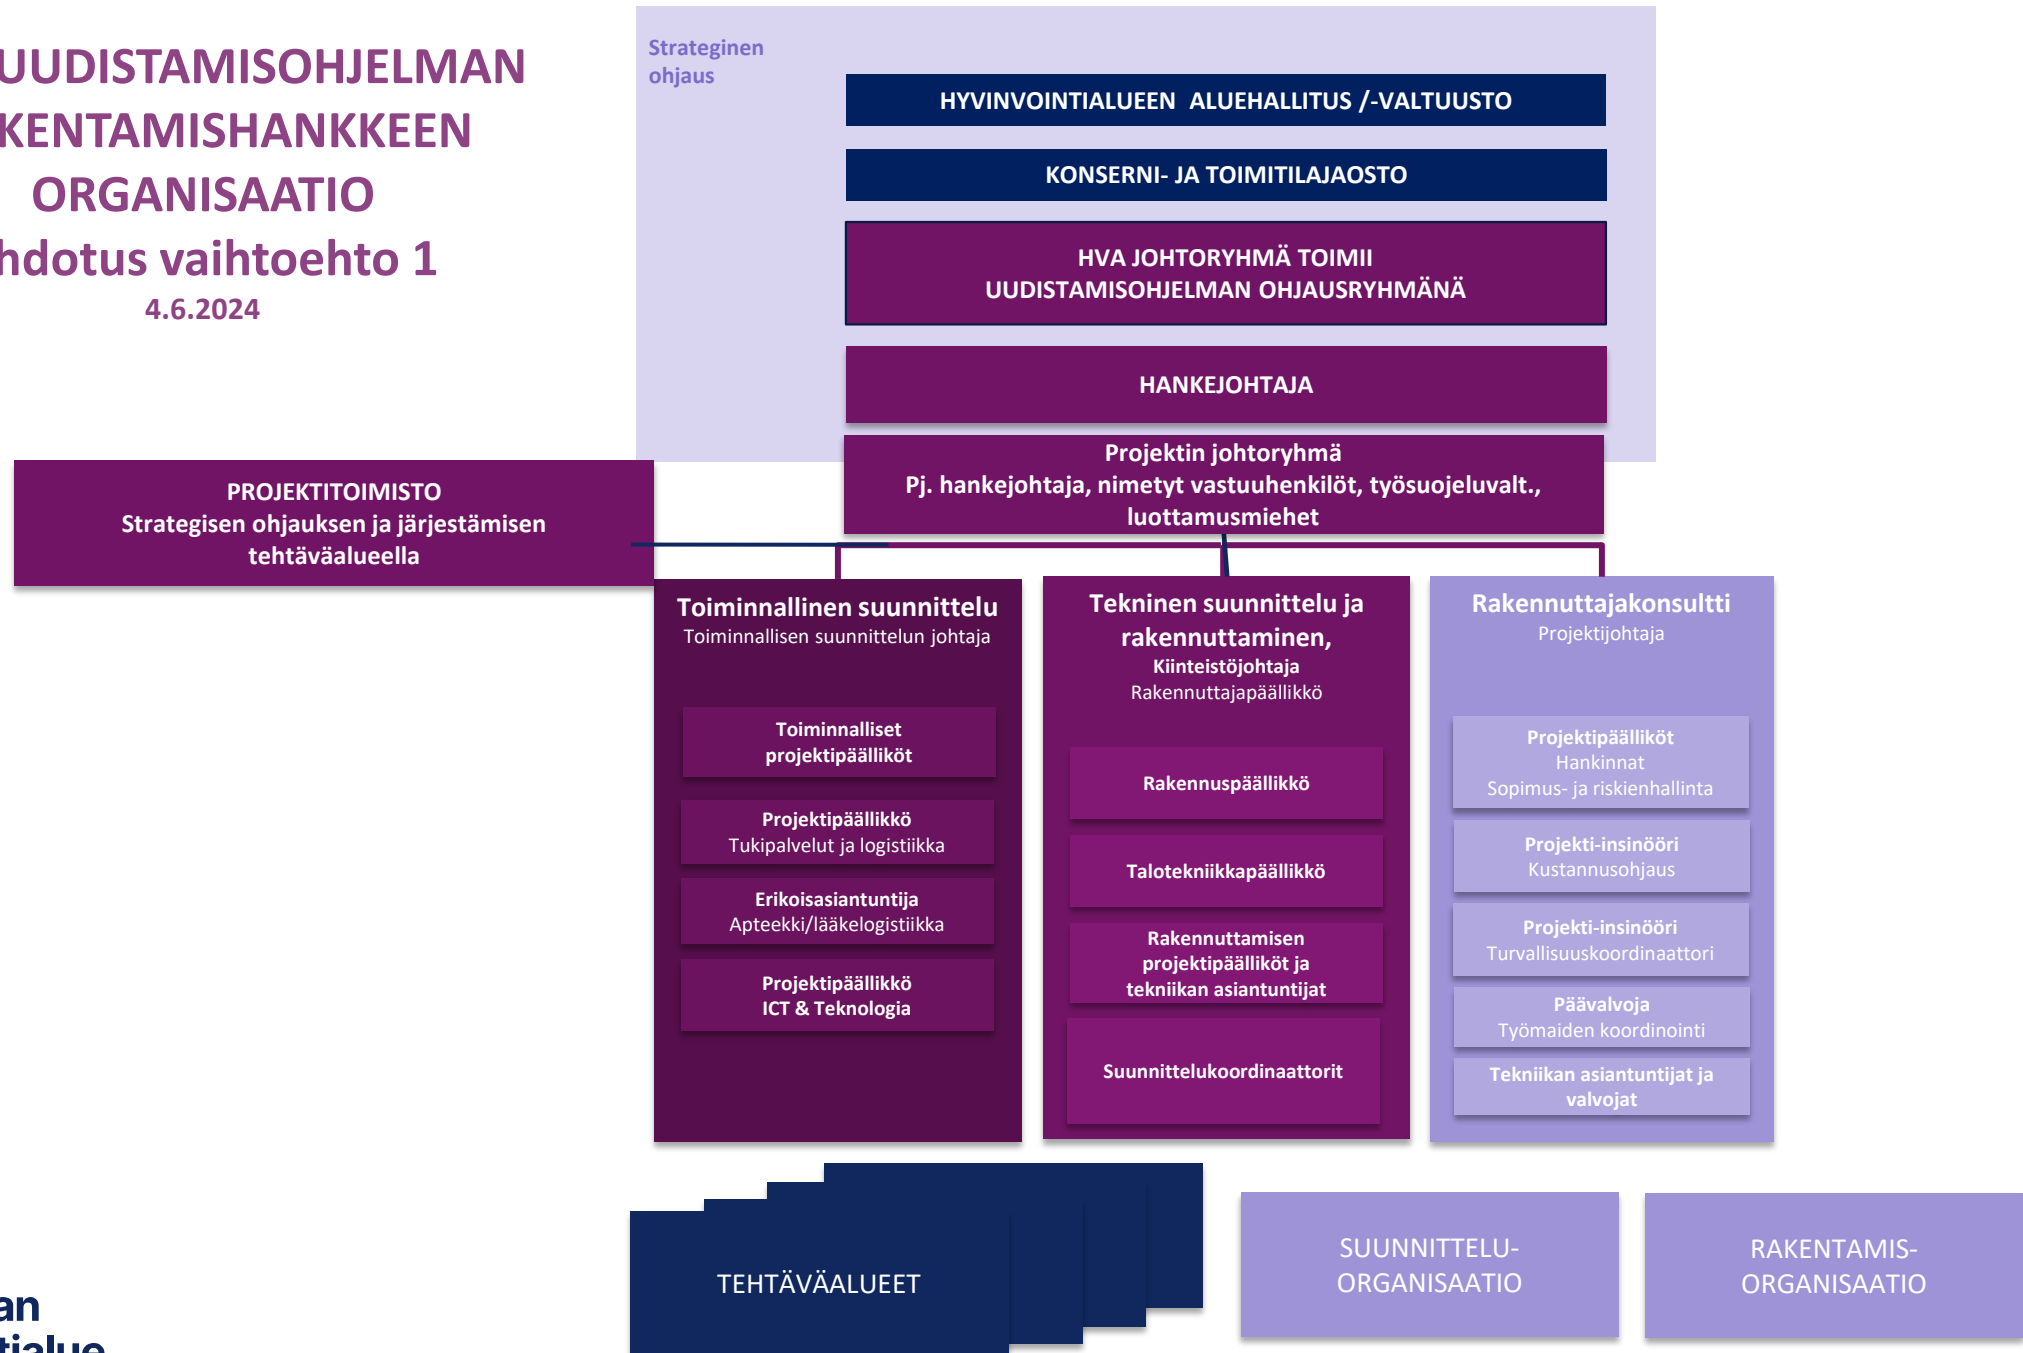 UUDISTAMISOHJELMAN
KENTAMISHANKKEEN
ORGANISAATIO
hdotus vaihtoehto 1
4.6.2024
Strateginen
ohjaus
HYVINVOINTIALUEEN ALUEHALLITUS /-VALTUUSTO
KONSERNI- JA TOIMITILAJAOSTO
HVA JOHTORYHMÄ TOIMII
UUDISTAMISOHJELMAN OHJAUSRYHMÄNÄ
HANKEJOHTAJA
Projektin johtoryhmä
Pj. hankejohtaja, nimetyt vastuuhenkilöt, työsuojeluvalt.,
luottamusmiehet
PROJEKTITOIMISTO
Strategisen ohjauksen ja järjestämisen
tehtäväalueella
Toiminnallinen suunnittelu
Toiminnallisen suunnittelun johtaja
Toiminnalliset
projektipäälliköt
Projektipäällikkö
Tukipalvelut ja logistiikka
Erikoisasiantuntija
Apteekki/lääkelogistiikka
Projektipäällikkö
ICT & Teknologia
Tekninen suunnittelu ja
rakennuttaminen,
Kiinteistöjohtaja
Rakennuttajapäällikkö
Rakennuspäällikkö
Talotekniikkapäällikkö
Rakennuttamisen
projektipäälliköt ja
tekniikan asiantuntijat
Suunnittelukoordinaattorit
Rakennuttajakonsultti
Projektijohtaja
Projektipäälliköt
Hankinnat
Sopimus- ja riskienhallinta
Projekti-insinööri
Kustannusohjaus
Projekti-insinööri
Turvallisuuskoordinaattori
Päävalvoja
Työmaiden koordinointi
Tekniikan asiantuntijat ja
valvojat
TEHTÄVÄALUEET
SUUNNITTELU-
ORGANISAATIO
RAKENTAMIS-
ORGANISAATIO
an
tialue